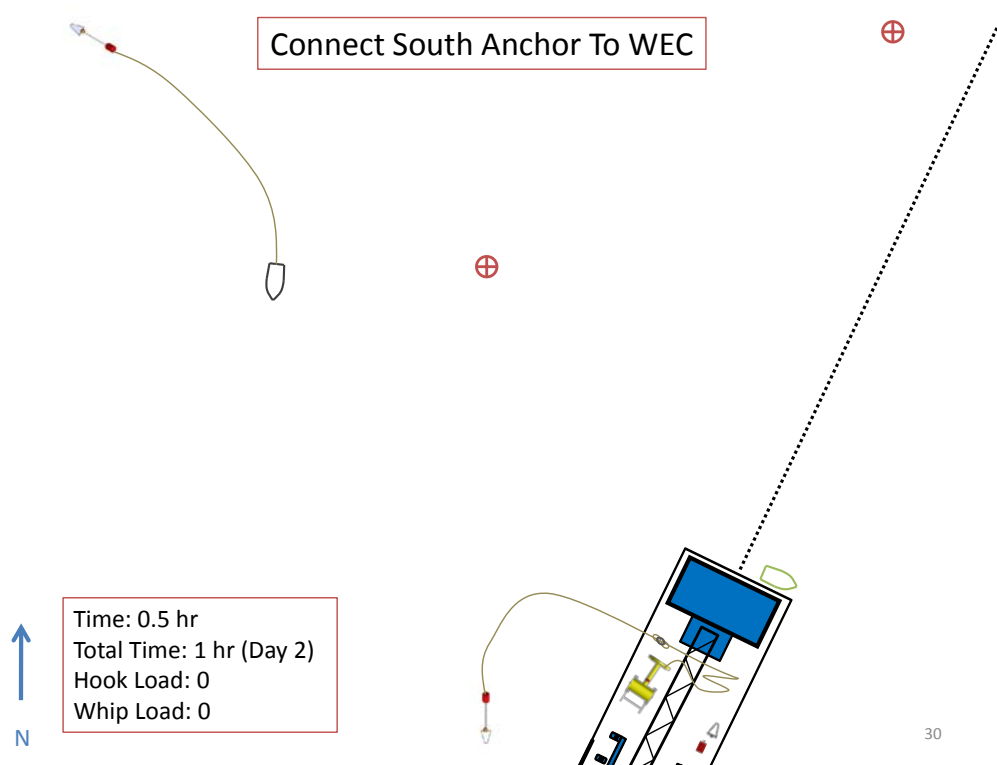 Connect South Anchor To WEC
Time: 0.5 hr
Total Time: 1 hr (Day 2)
Hook Load: 0
Whip Load: 0
N
30